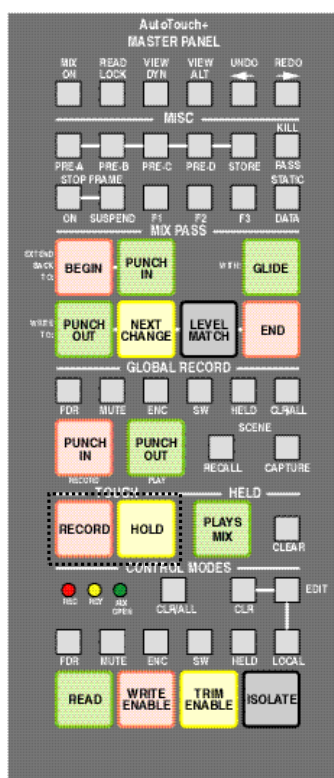 AutoTouch+
MASTER PANEL
MIX ON READ LOCK VIEW DYN VIEW ALT UNDO REDO
MISC
KILL
PRE-A PRE-B PRE-C PRE-D STORE PASS
STOP FRAME STATIC
ON SUSPEND F1 F2 F3 DATA
MIX PASS
EXTEND BACK TO: BEGIN PUNCH IN WITH: GLIDE
WRITE TO: PUNCH OUT NEXT CHANGE LEVEL MATCH END
GLOBAL RECORD
FDR MUTE ENC SW HELD CLR/ALL
PUNCH IN PUNCH OUT SCENE
RECORD PLAY RECALL CAPTURE
TOUCH HELD
RECORD HOLD PLAYS MIX CLEAR
CONTROL MODES
REC RDY CLR/ALL CLR EDIT
FDR MUTE ENC SW HELD LOCAL
READ WRITE ENABLE TRIM ENABLE ISOLATE